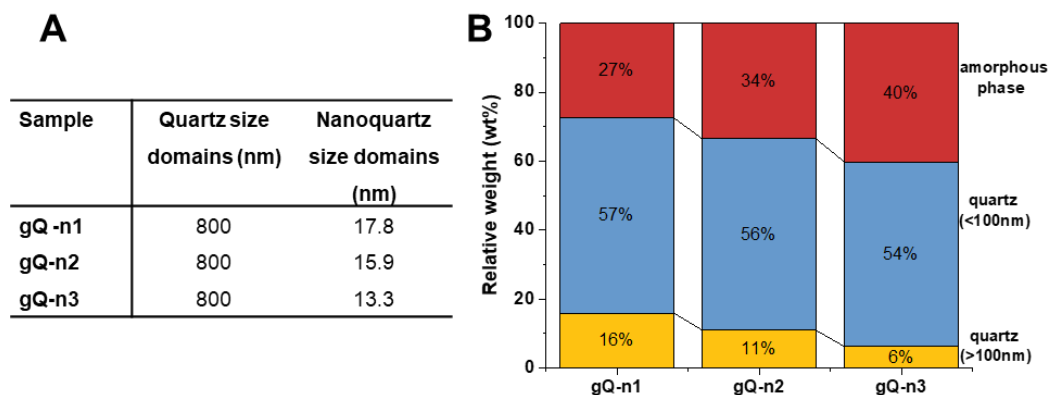 A
Sample Quartz size Nanoquartz
domains (nm) size domains
(nm)
gQ -n1 800 17.8
gQ-n2 800 15.9
gQ-n3 800 13.3
B
Relative weight (wt%)
100
80
60
40
20
0
27% 34% 40%
57% 56% 54%
16% 11% 6%
amorphous
phase
quartz
(<100nm)
quartz
(>100nm)
gQ-n1 gQ-n2 gQ-n3